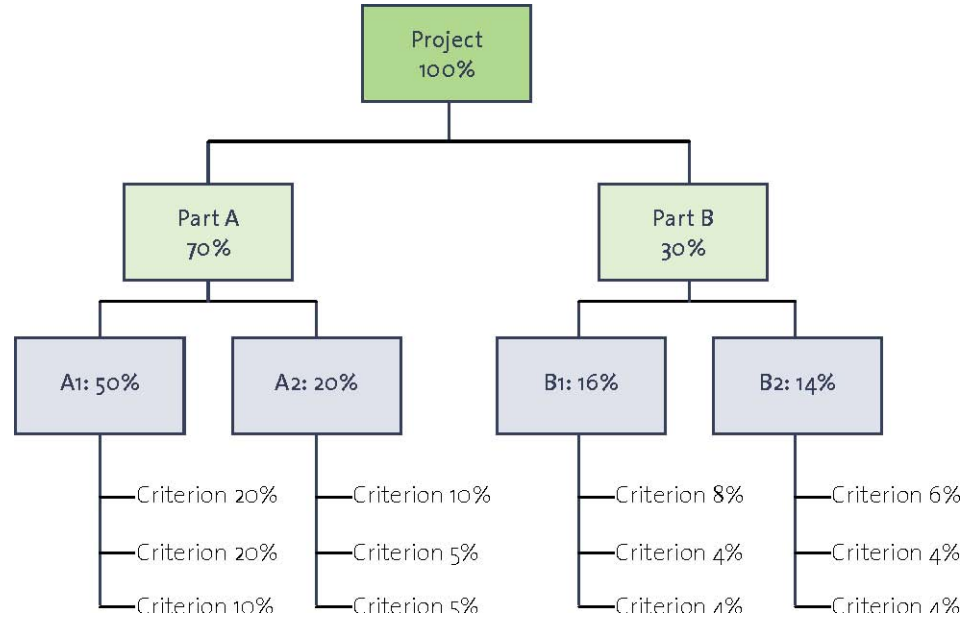 Project
100%
Part A
70%
Part B
30%
A1: 50%
A2: 20%
B1: 16%
B2: 14%
Criterion 20%
Criterion 10%
Criterion 8%
Criterion 6%
Criterion 20%
Criterion 5%
Criterion 4%
Criterion 4%
Criterion 10%
Criterion 5%
Criterion 4%
Criterion 4%